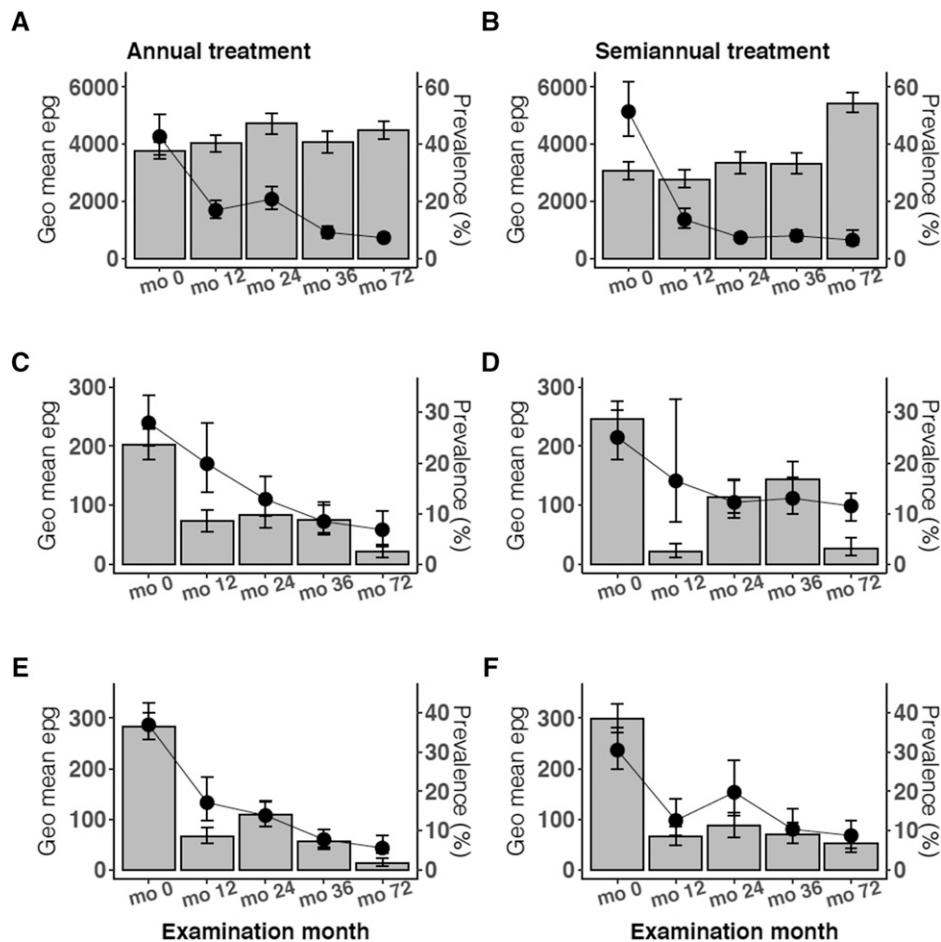 A
B
Annual treatment
Semiannual treatment
Geo mean epg
6000
4000
2000
0
60
40
20
0
Prevalence (%)
mo 0
mo 12
mo 24
mo 36
mo 72
Geo mean epg
6000
4000
2000
0
60
40
20
0
Prevalence (%)
mo 0
mo 12
mo 24
mo 36
mo 72
C
D
Geo mean epg
300
200
100
0
30
20
10
0
Prevalence (%)
mo 0
mo 12
mo 24
mo 36
mo 72
Geo mean epg
300
200
100
0
30
20
10
0
Prevalence (%)
mo 0
mo 12
mo 24
mo 36
mo 72
E
F
Geo mean epg
300
200
100
0
40
30
20
10
0
Prevalence (%)
mo 0
mo 12
mo 24
mo 36
mo 72
Examination month
Geo mean epg
300
200
100
0
40
30
20
10
0
Prevalence (%)
mo 0
mo 12
mo 24
mo 36
mo 72
Examination month